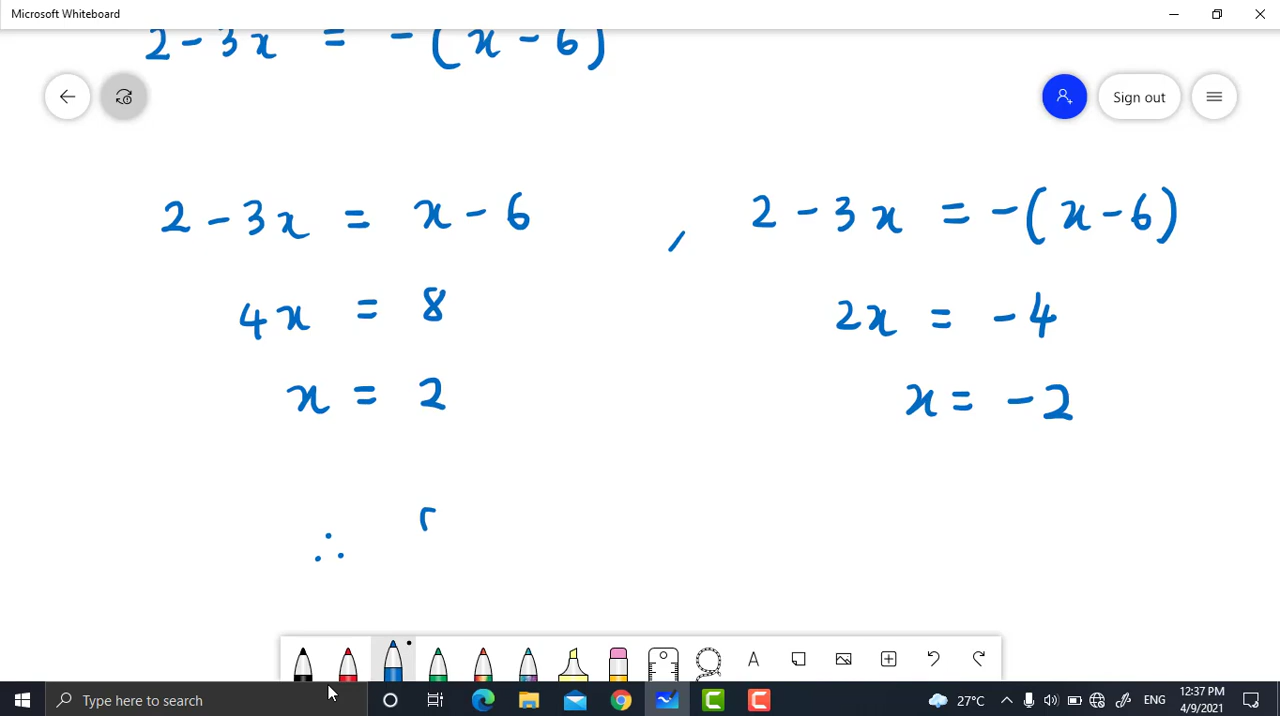 Microsoft Whiteboard
2 - 3x = -(x - 6)
Sign out
2 - 3x = x - 6 , 2 - 3x = -(x - 6)
4x = 8 2x = -4
x = 2 x = -2
∴
A
Type here to search
27°C ENG 12:37 PM
4/9/2021